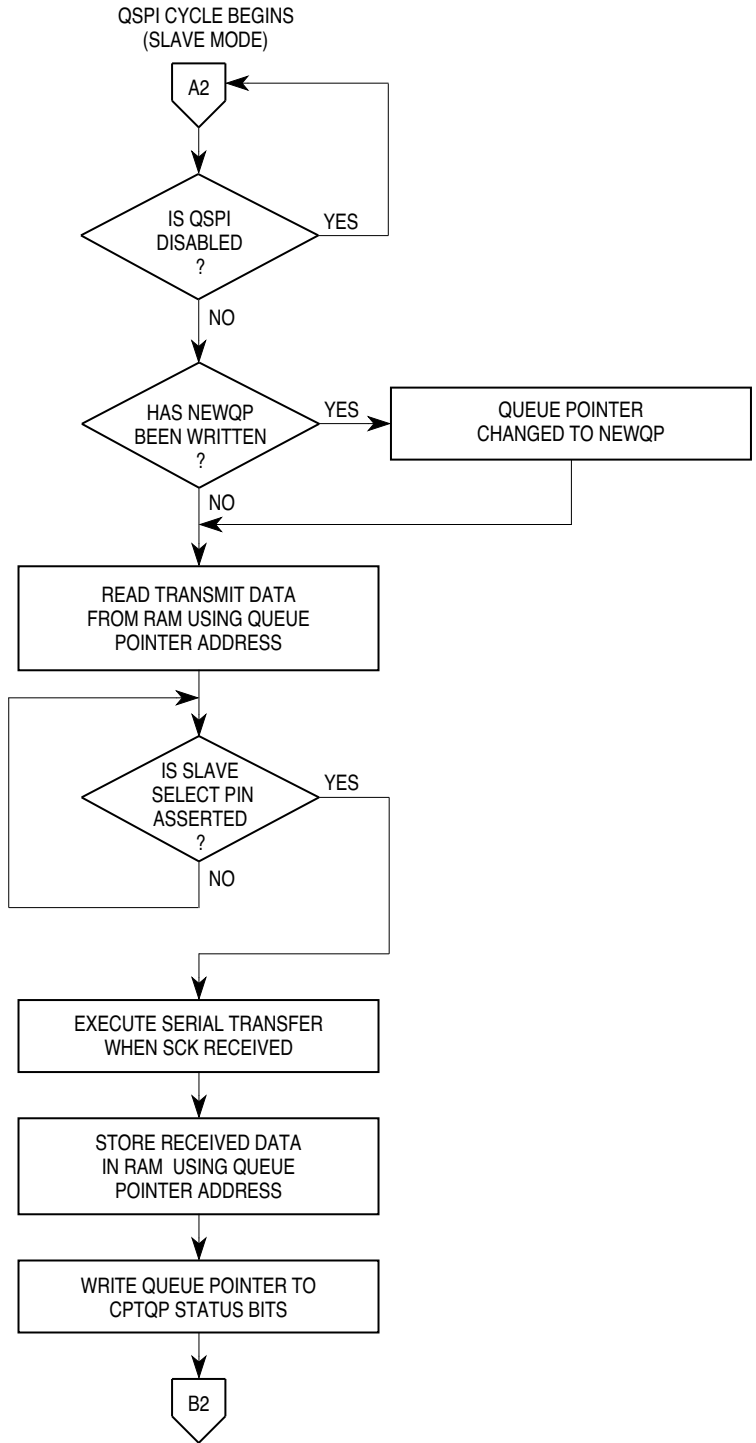 QSPI CYCLE BEGINS
(SLAVE MODE)
A2
IS QSPI
DISABLED
?
YES
NO
HAS NEWQP
BEEN WRITTEN
?
YES
QUEUE POINTER
CHANGED TO NEWQP
NO
READ TRANSMIT DATA
FROM RAM USING QUEUE
POINTER ADDRESS
IS SLAVE
SELECT PIN
ASSERTED
?
YES
NO
EXECUTE SERIAL TRANSFER
WHEN SCK RECEIVED
STORE RECEIVED DATA
IN RAM USING QUEUE
POINTER ADDRESS
WRITE QUEUE POINTER TO
CPTQP STATUS BITS
B2